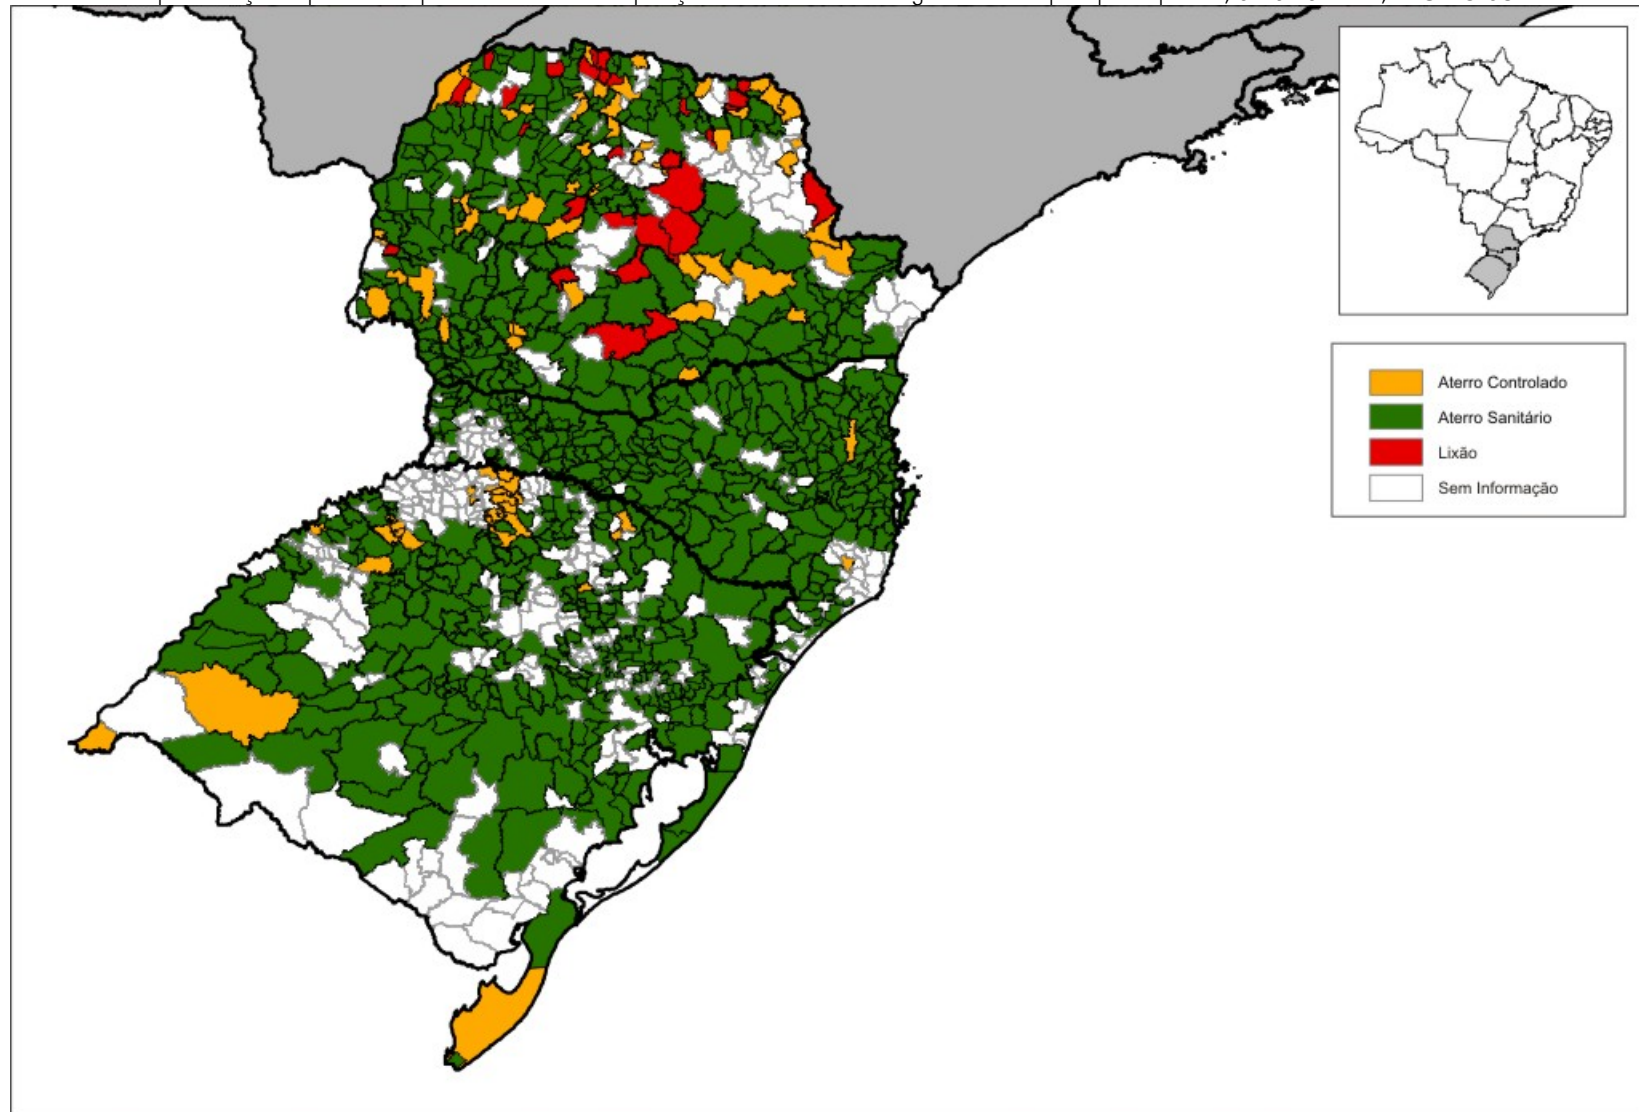 Aterro Controlado
Aterro Sanitário
Lixão
Sem Informação